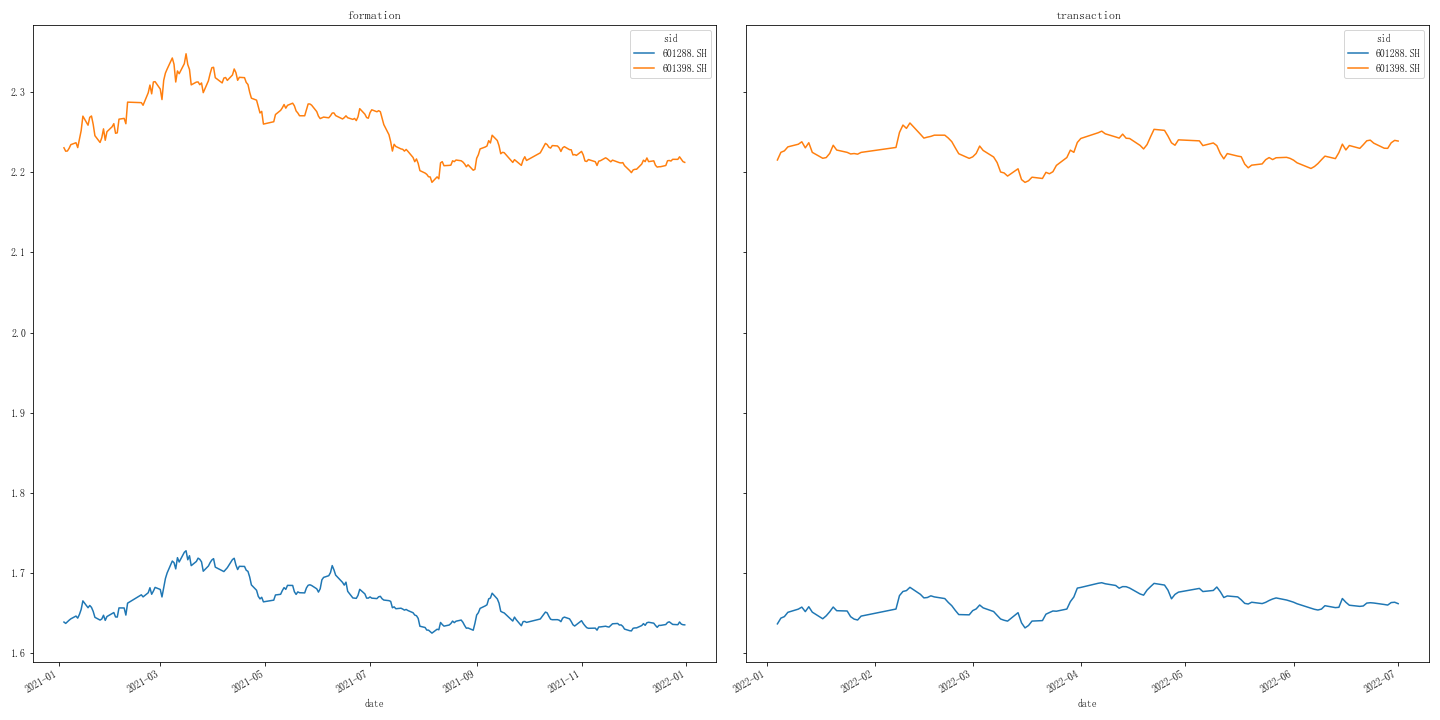 formation
sid
601288.SH
601398.SH
2.3
2.2
2.1
2.0
1.9
1.8
1.7
1.6
2021-01
2021-03
2021-05
2021-07
2021-09
2021-11
2022-01
date
transaction
sid
601288.SH
601398.SH
2022-01
2022-02
2022-03
2022-04
2022-05
2022-06
2022-07
date